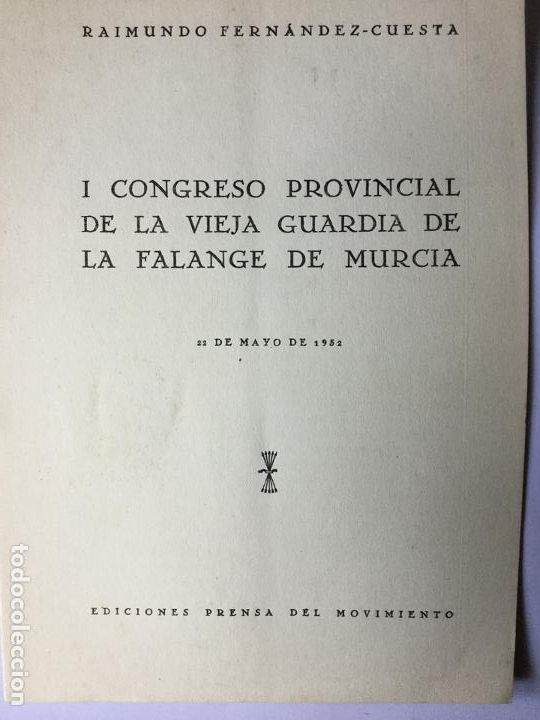 RAIMUNDO FERNÁNDEZ-CUESTA
I CONGRESO PROVINCIAL
DE LA VIEJA GUARDIA DE
LA FALANGE DE MURCIA
22 DE MAYO DE 1952
EDICIONES PRENSA DEL MOVIMIENTO
todocoleccion